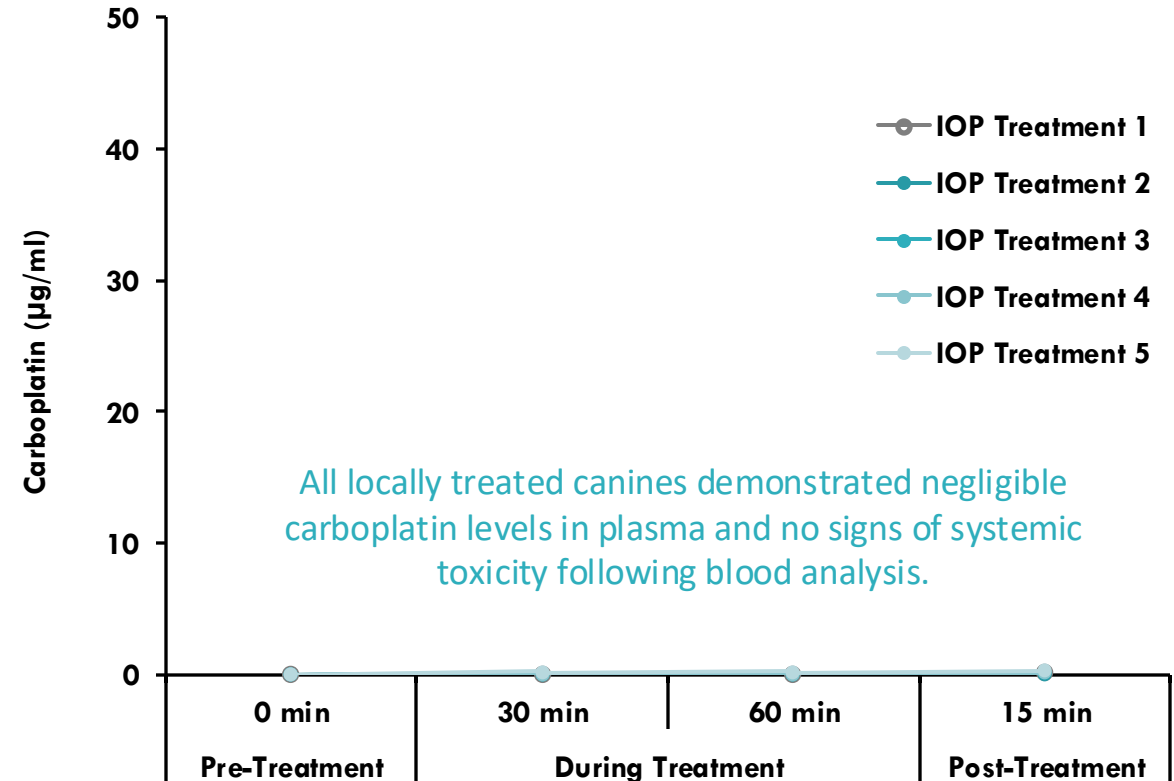 50
40
30
20
10
0
Carboplatin (µg/ml)
IOP Treatment 1
IOP Treatment 2
IOP Treatment 3
IOP Treatment 4
IOP Treatment 5
All locally treated canines demonstrated negligible
carboplatin levels in plasma and no signs of systemic
toxicity following blood analysis.
0 min 30 min 60 min 15 min
Pre-Treatment During Treatment Post-Treatment